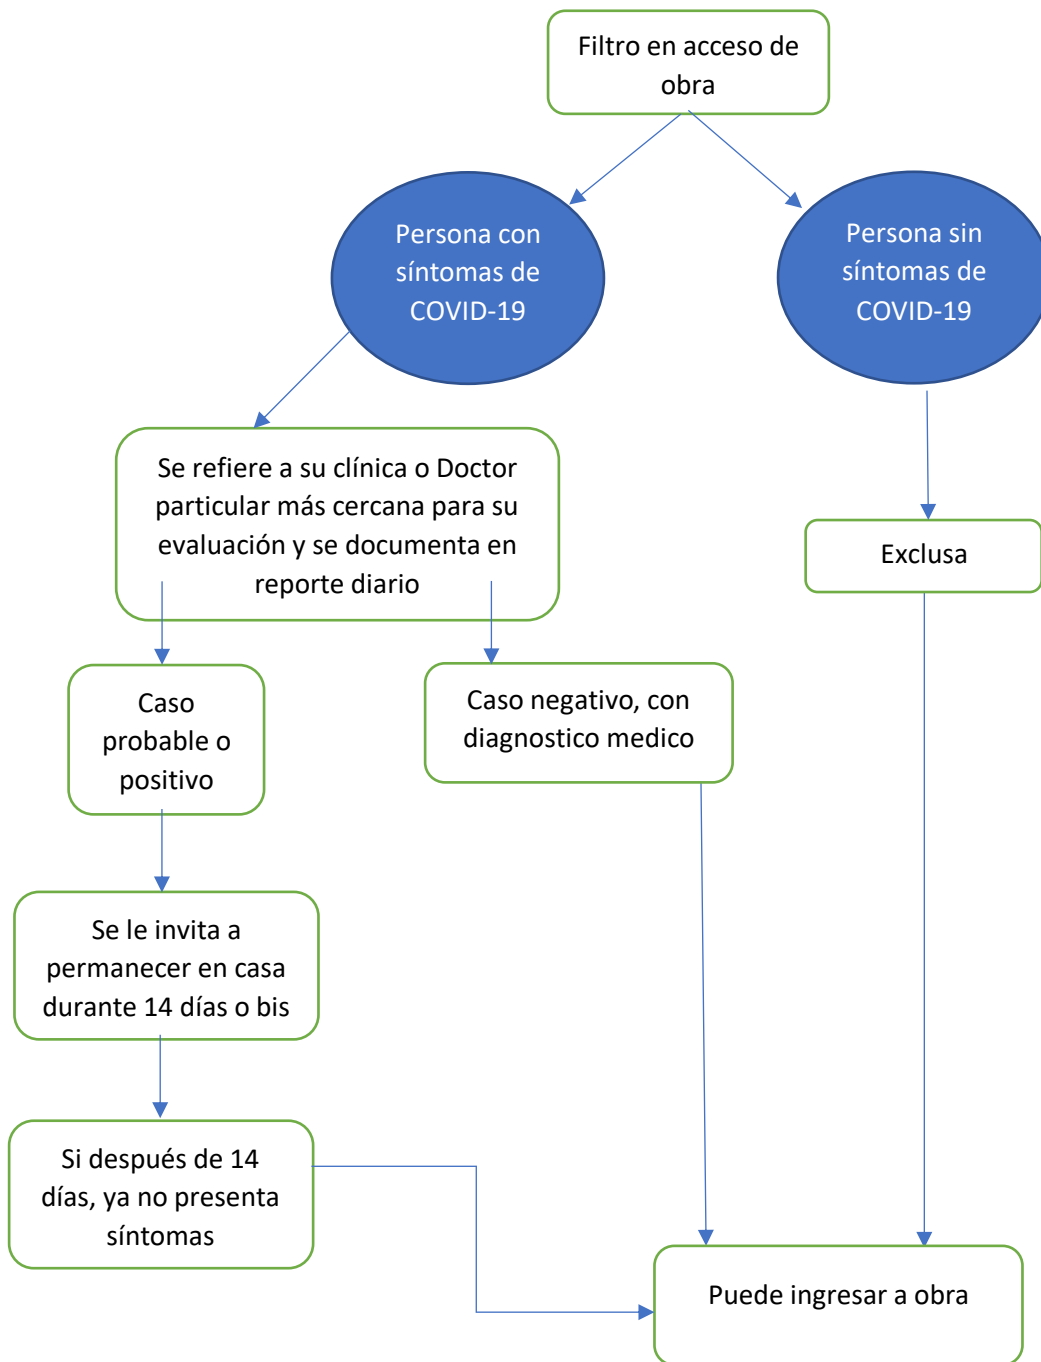 Filtro en acceso de
obra
Persona con
síntomas de
COVID-19
Persona sin
síntomas de
COVID-19
Se refiere a su clínica o Doctor
particular más cercana para su
evaluación y se documenta en
reporte diario
Exclusa
Caso
probable o
positivo
Caso negativo, con
diagnostico medico
Se le invita a
permanecer en casa
durante 14 días o bis
Si después de 14
días, ya no presenta
síntomas
Puede ingresar a obra